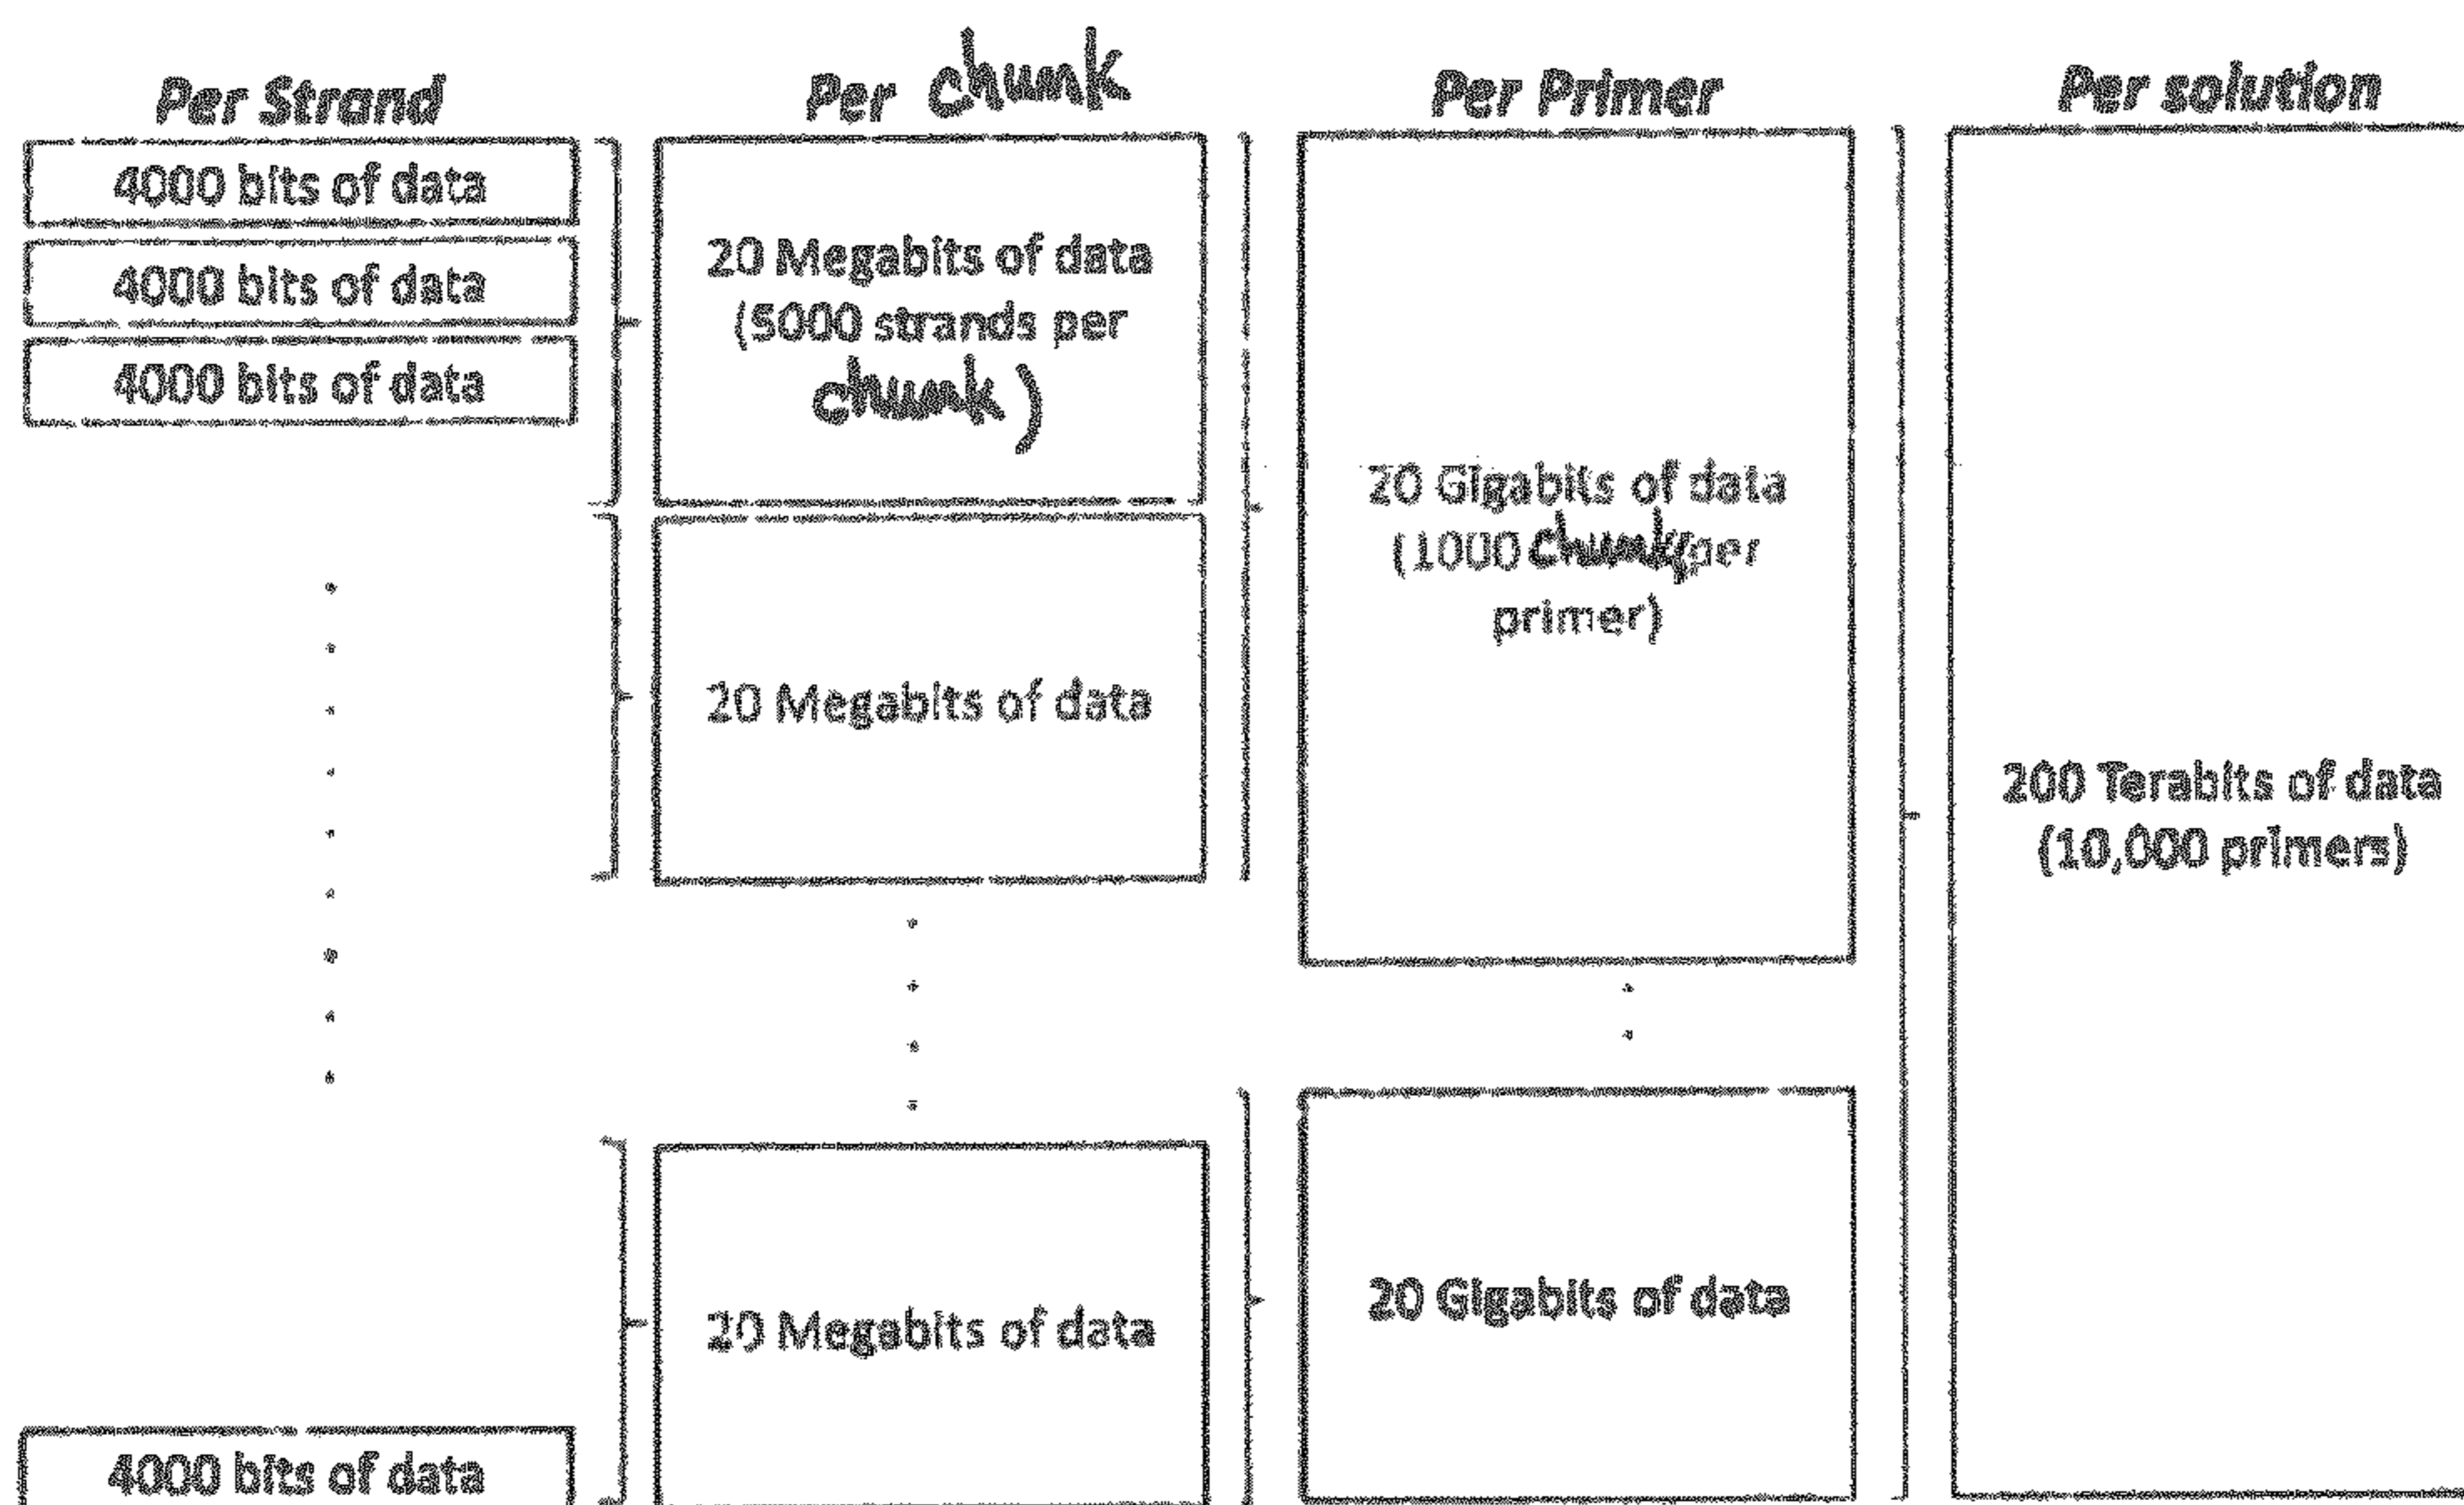 Per Strand
4000 bits of data
4000 bits of data
4000 bits of data
4000 bits of data
Per chunk
20 Megabits of data
(5000 strands per
chunk)
20 Megabits of data
20 Megabits of data
Per Primer
20 Gigabits of data
(1000 chunks per
primer)
20 Gigabits of data
Per solution
200 Terabits of data
(10,000 primers)